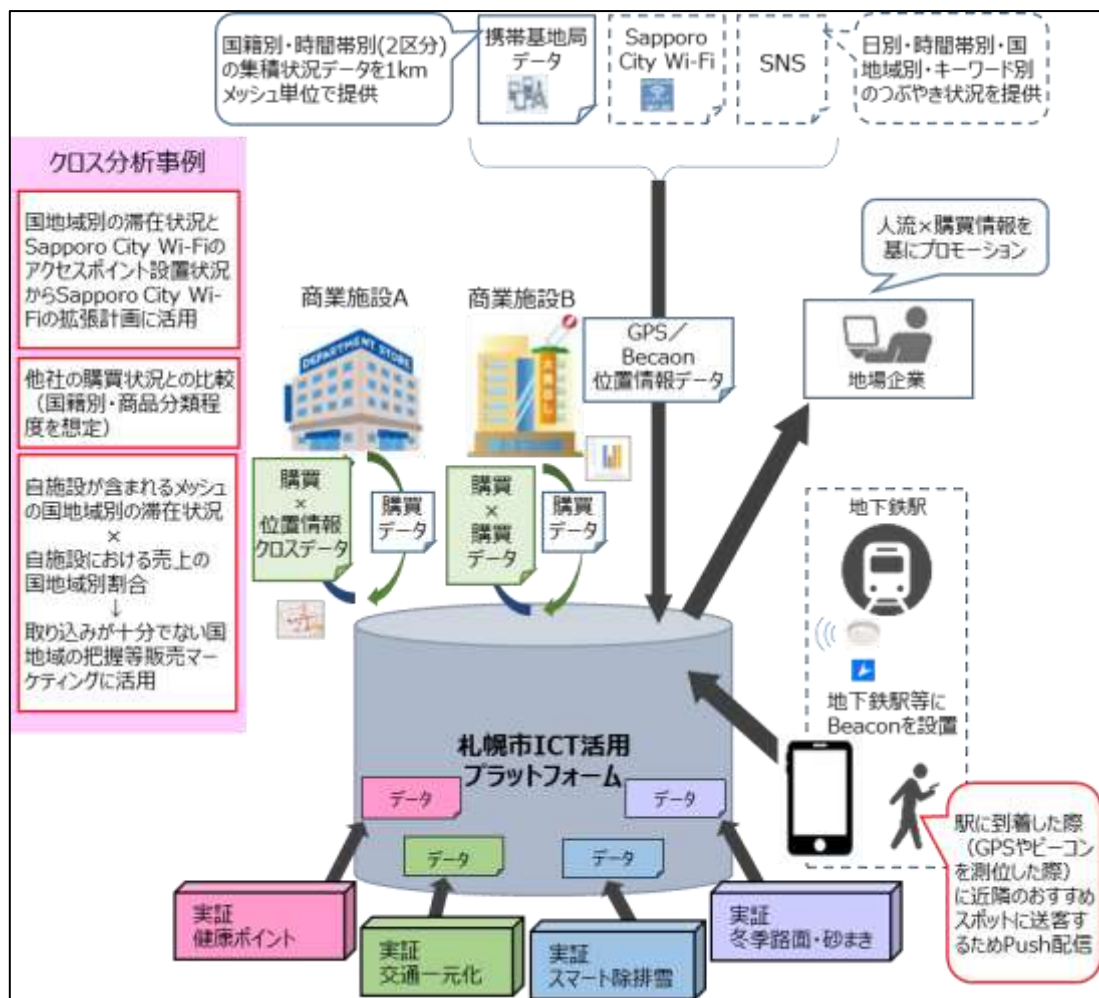 国籍別・時間帯別(2区分)
の集積状況データを1km
メッシュ単位で提供
携帯基地局
データ
Sapporo
City Wi-Fi
SNS
日別・時間帯別・国
地域別・キーワード別
のつぶやき状況を提供
クロス分析事例
国地域別の滞在状況と
Sapporo City Wi-Fiの
アクセスポイント設置状況
からSapporo City Wi-
Fiの拡張計画に活用
他社の購買状況との比較
（国籍別・商品分類程
度を想定）
自施設が含まれるメッシュ
の国地域別の滞在状況
×
自施設における売上の
国地域別割合
↓
取り込みが十分でない国
地域の把握等販売マー
ケティングに活用
商業施設A
DEPARTMENT STORE
購買
×
位置情報
クロスデータ
購買
データ
商業施設B
購買
×
購買
データ
購買
データ
GPS／
Becaon
位置情報データ
人流×購買情報を
基にプロモーション
地場企業
地下鉄駅
地下鉄駅等に
Beaconを設置
駅に到着した際
（GPSやビーコン
を測位した際）
に近隣のおすすめ
スポットに送客す
るためPush配信
札幌市ICT活用
プラットフォーム
データ
データ
データ
データ
実証
健康ポイント
実証
交通一元化
実証
スマート除排雪
実証
冬季路面・砂まき